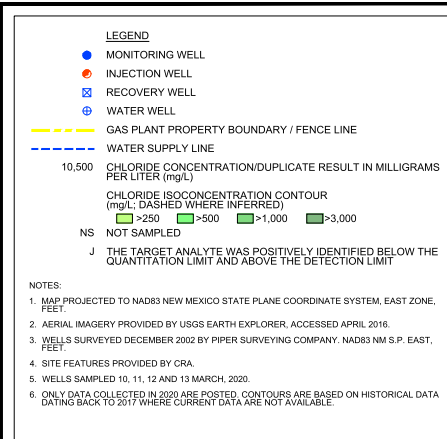 LEGEND
MONITORING WELL
INJECTION WELL
RECOVERY WELL
WATER WELL
GAS PLANT PROPERTY BOUNDARY / FENCE LINE
WATER SUPPLY LINE
10,500 CHLORIDE CONCENTRATION/DUPLICATE RESULT IN MILLIGRAMS
PER LITER (mg/L)
CHLORIDE ISOCONCENTRATION CONTOUR
(mg/L; DASHED WHERE INFERRED)
>250 >500 >1,000 >3,000
NS NOT SAMPLED
J THE TARGET ANALYTE WAS POSITIVELY IDENTIFIED BELOW THE
QUANTITATION LIMIT AND ABOVE THE DETECTION LIMIT
NOTES:
1. MAP PROJECTED TO NAD83 NEW MEXICO STATE PLANE COORDINATE SYSTEM, EAST ZONE,
FEET.
2. AERIAL IMAGERY PROVIDED BY USGS EARTH EXPLORER, ACCESSED APRIL 2016.
3. WELLS SURVEYED DECEMBER 2002 BY PIPER SURVEYING COMPANY. NAD83 NM S.P. EAST,
FEET.
4. SITE FEATURES PROVIDED BY CRA.
5. WELLS SAMPLED 10, 11, 12 AND 13 MARCH, 2020.
6. ONLY DATA COLLECTED IN 2020 ARE POSTED. CONTOURS ARE BASED ON HISTORICAL DATA
DATING BACK TO 2017 WHERE CURRENT DATA ARE NOT AVAILABLE.